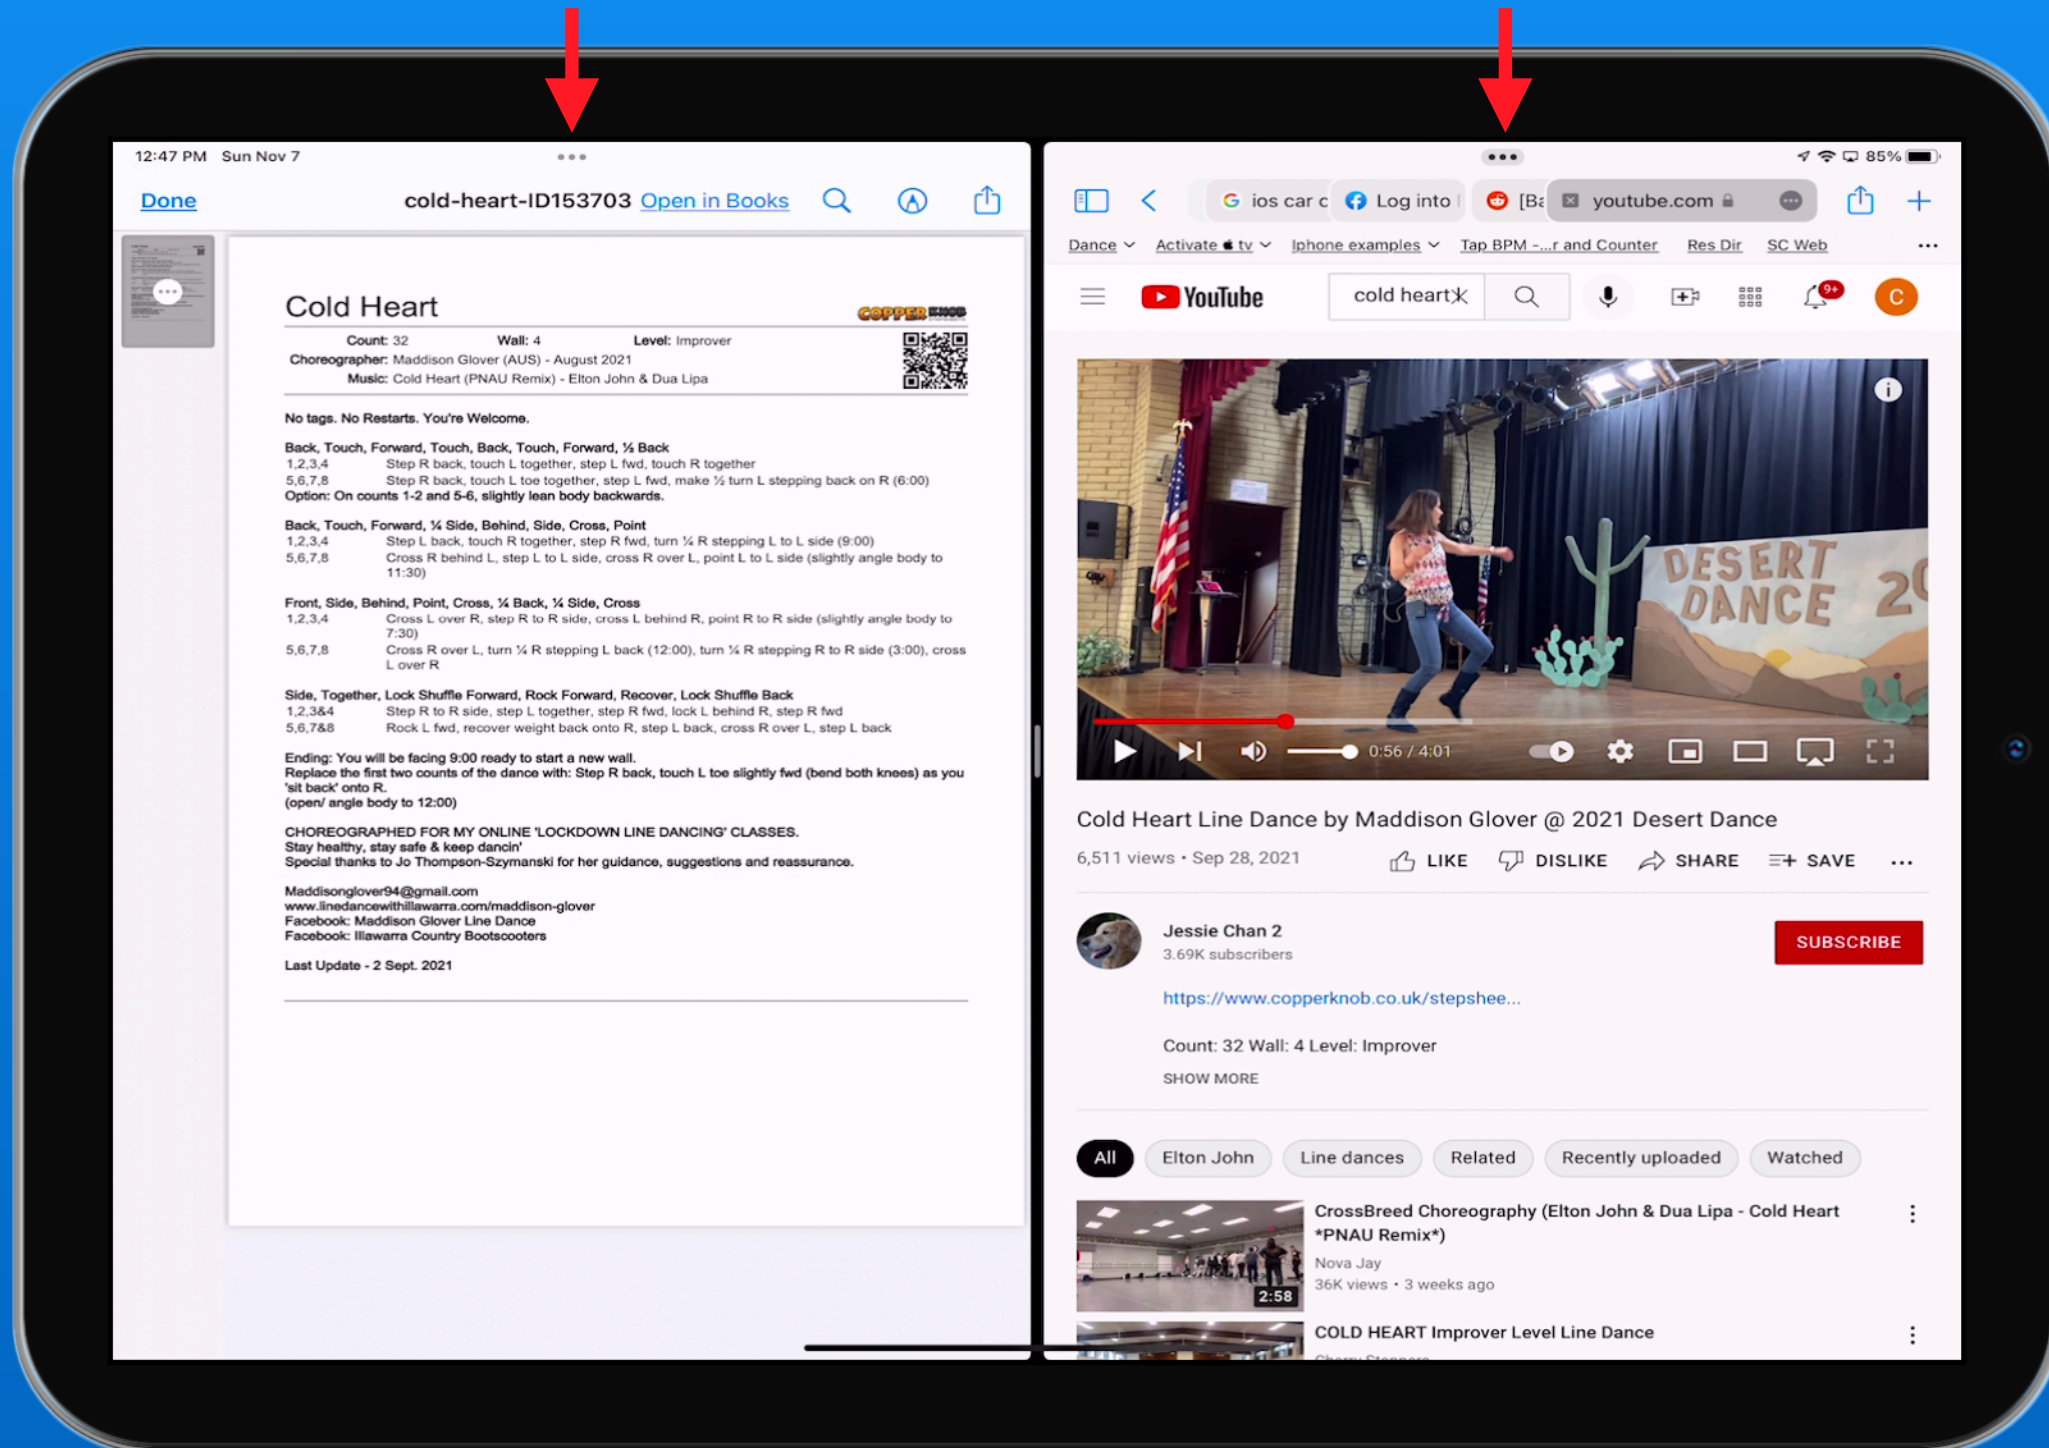 12:47 PM Sun Nov 7
Done
cold-heart-ID153703 Open in Books
Cold Heart
COPPER KNOB
Count: 32 Wall: 4 Level: Improver
Choreographer: Maddison Glover (AUS) - August 2021
Music: Cold Heart (PNAU Remix) - Elton John & Dua Lipa
No tags. No Restarts. You're Welcome.
Back, Touch, Forward, Touch, Back, Touch, Forward, ½ Back
1,2,3,4 Step R back, touch L together, step L fwd, touch R together
5,6,7,8 Step R back, touch L toe together, step L fwd, make ½ turn L stepping back on R (6:00)
Option: On counts 1-2 and 5-6, slightly lean body backwards.
Back, Touch, Forward, ¼ Side, Behind, Side, Cross, Point
1,2,3,4 Step L back, touch R together, step R fwd, turn ¼ R stepping L to L side (9:00)
5,6,7,8 Cross R behind L, step L to L side, cross R over L, point L to L side (slightly angle body to
11:30)
Front, Side, Behind, Point, Cross, ¼ Back, ¼ Side, Cross
1,2,3,4 Cross L over R, step R to R side, cross L behind R, point R to R side (slightly angle body to
7:30)
5,6,7,8 Cross R over L, turn ¼ R stepping L back (12:00), turn ¼ R stepping R to R side (3:00), cross
L over R
Side, Together, Lock Shuffle Forward, Rock Forward, Recover, Lock Shuffle Back
1,2,3&4 Step R to R side, step L together, step R fwd, lock L behind R, step R fwd
5,6,7&8 Rock L fwd, recover weight back onto R, step L back, cross R over L, step L back
Ending: You will be facing 9:00 ready to start a new wall.
Replace the first two counts of the dance with: Step R back, touch L toe slightly fwd (bend both knees) as you
'sit back' onto R.
(open/ angle body to 12:00)
CHOREOGRAPHED FOR MY ONLINE 'LOCKDOWN LINE DANCING' CLASSES.
Stay healthy, stay safe & keep dancin'
Special thanks to Jo Thompson-Szymanski for her guidance, suggestions and reassurance.
Maddisonglover94@gmail.com
www.linedancewithillawarra.com/maddison-glover
Facebook: Maddison Glover Line Dance
Facebook: Illawarra Country Bootscooters
Last Update - 2 Sept. 2021
85%
ios car c Log into [Ba youtube.com
Dance Activate tv Iphone examples Tap BPM -...r and Counter Res Dir SC Web
YouTube cold heart 9+ C
DESERT
DANCE 20
0:56 / 4:01
Cold Heart Line Dance by Maddison Glover @ 2021 Desert Dance
6,511 views • Sep 28, 2021 LIKE DISLIKE SHARE SAVE
Jessie Chan 2
3.69K subscribers
SUBSCRIBE
https://www.copperknob.co.uk/stepshee...
Count: 32 Wall: 4 Level: Improver
SHOW MORE
All Elton John Line dances Related Recently uploaded Watched
CrossBreed Choreography (Elton John & Dua Lipa - Cold Heart
*PNAU Remix*)
Nova Jay
36K views • 3 weeks ago
2:58
COLD HEART Improver Level Line Dance